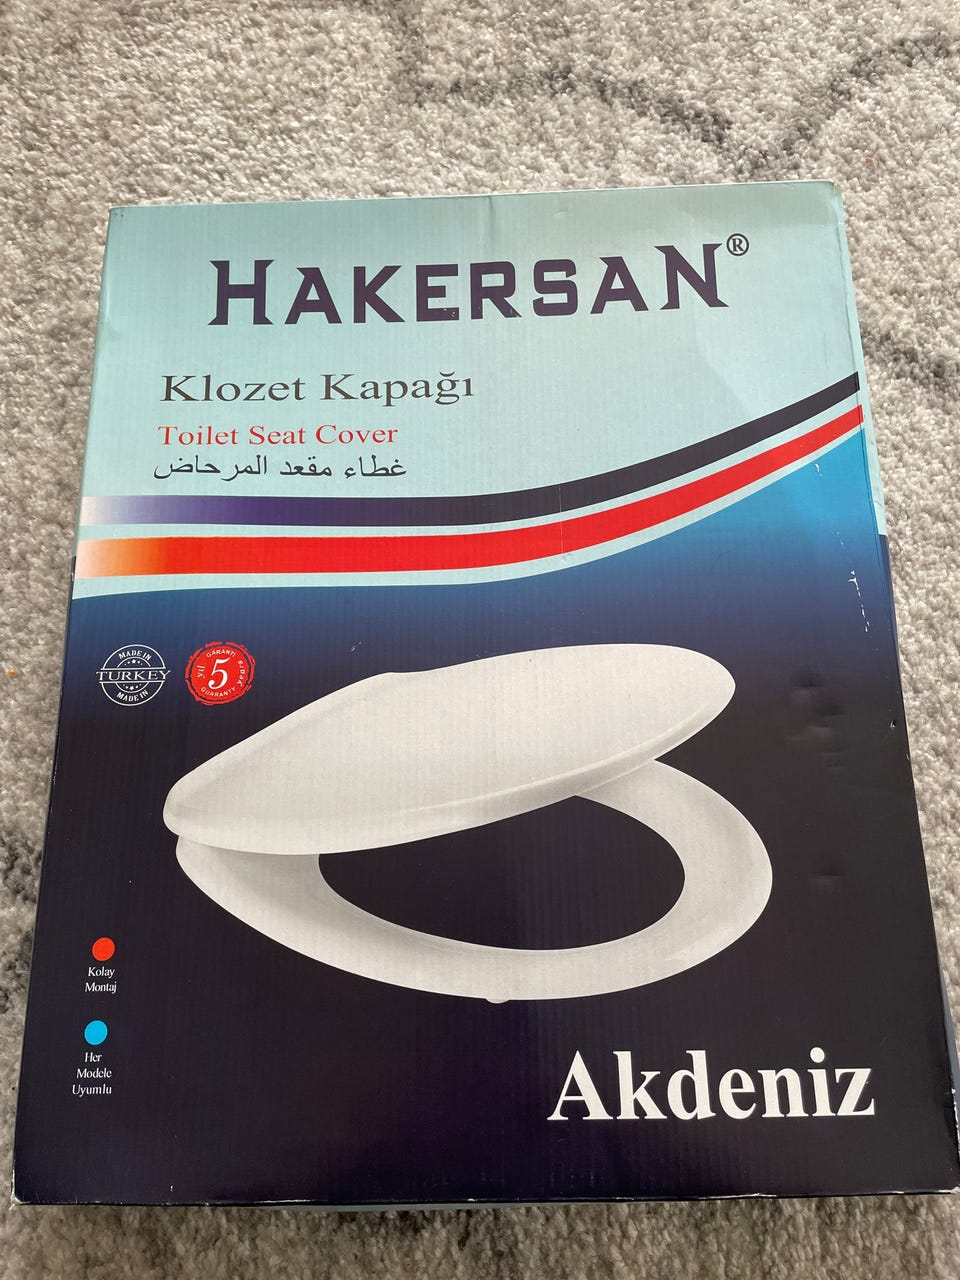 HAKERSAN®
Klozet Kapağı
Toilet Seat Cover
غطاء مقعد المرحاض
MADE IN
TURKEY
MADE IN
GARANTİ
yıl 5 years
GUARANTY
Kolay
Montaj
Her
Modele
Uyumlu
Akdeniz